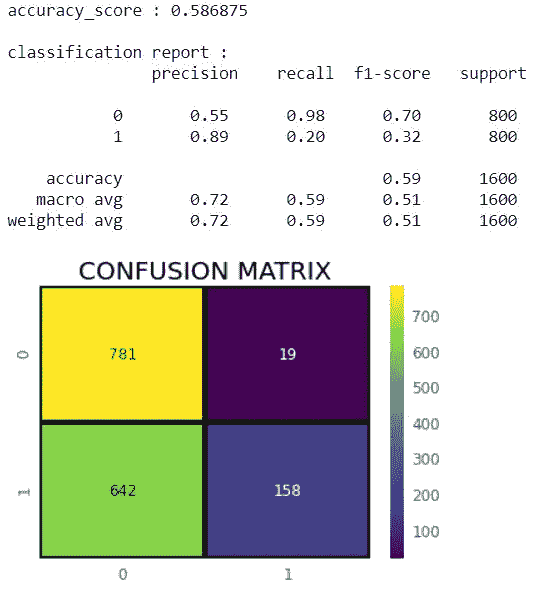 accuracy_score : 0.586875
classification report :
precision recall f1-score support
0 0.55 0.98 0.70 800
1 0.89 0.20 0.32 800
accuracy 0.59 1600
macro avg 0.72 0.59 0.51 1600
weighted avg 0.72 0.59 0.51 1600
CONFUSION MATRIX
0 781 19
1 642 158
0 1
700
600
500
400
300
200
100